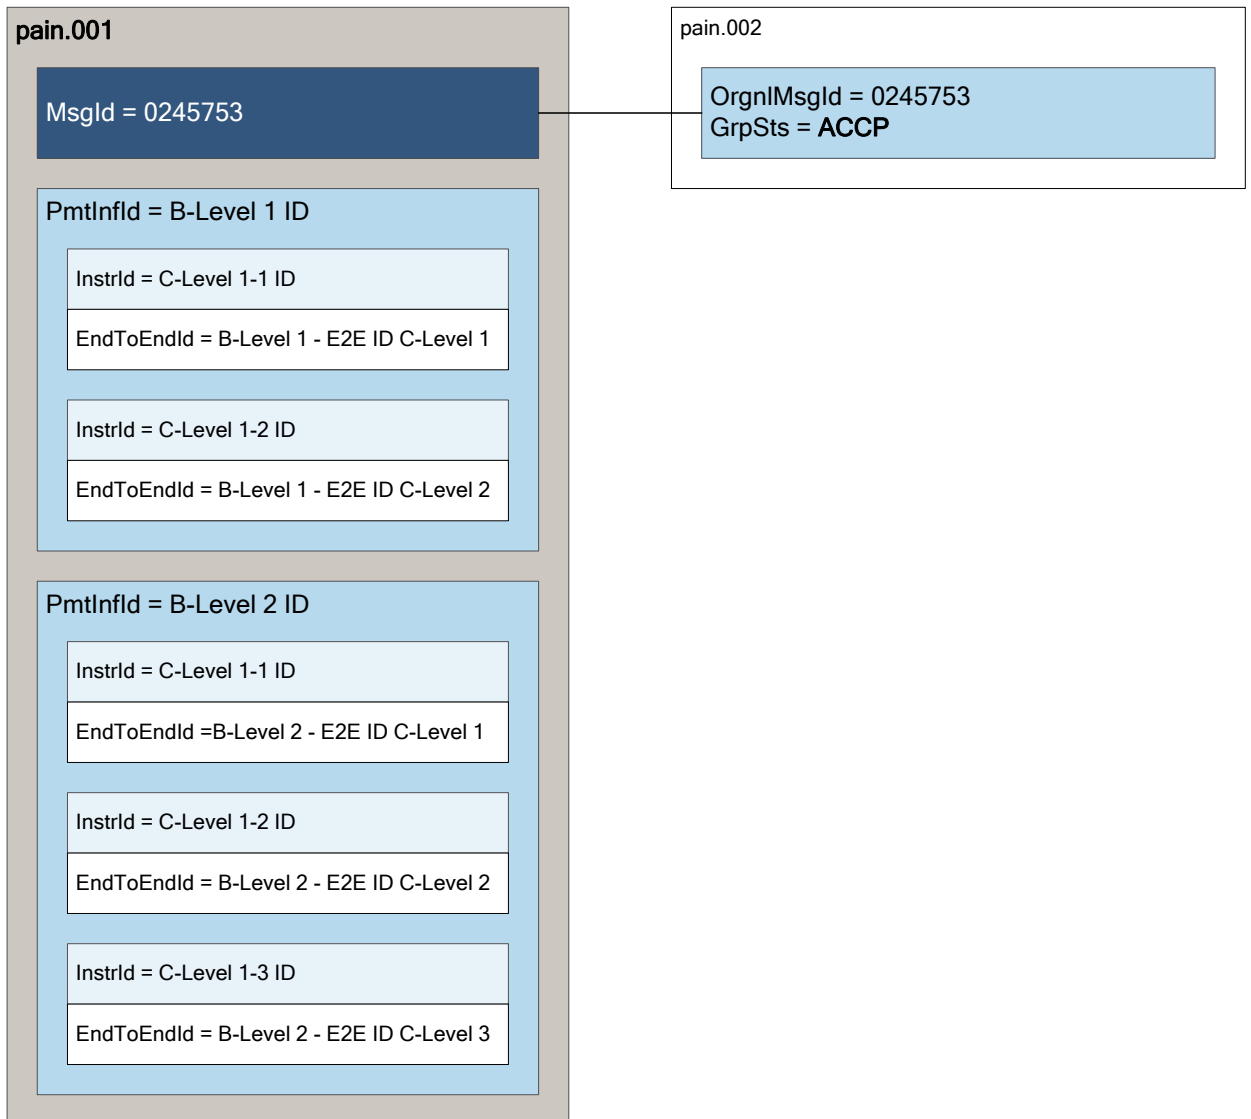 pain.001
MsgId = 0245753
PmtInfId = B-Level 1 ID
InstrId = C-Level 1-1 ID
EndToEndId = B-Level 1 - E2E ID C-Level 1
InstrId = C-Level 1-2 ID
EndToEndId = B-Level 1 - E2E ID C-Level 2
PmtInfId = B-Level 2 ID
InstrId = C-Level 1-1 ID
EndToEndId =B-Level 2 - E2E ID C-Level 1
InstrId = C-Level 1-2 ID
EndToEndId = B-Level 2 - E2E ID C-Level 2
InstrId = C-Level 1-3 ID
EndToEndId = B-Level 2 - E2E ID C-Level 3
pain.002
OrgnlMsgId = 0245753
GrpSts = ACCP